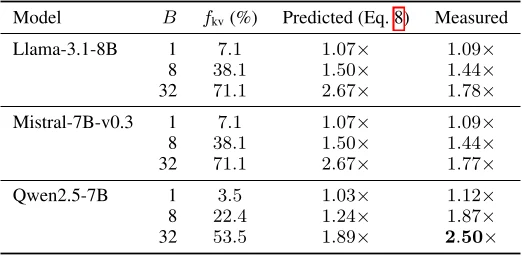 Model B f_kv (%) Predicted (Eq. 8) Measured
Llama-3.1-8B 1 7.1 1.07× 1.09×
8 38.1 1.50× 1.44×
32 71.1 2.67× 1.78×
Mistral-7B-v0.3 1 7.1 1.07× 1.09×
8 38.1 1.50× 1.44×
32 71.1 2.67× 1.77×
Qwen2.5-7B 1 3.5 1.03× 1.12×
8 22.4 1.24× 1.87×
32 53.5 1.89× 2.50×